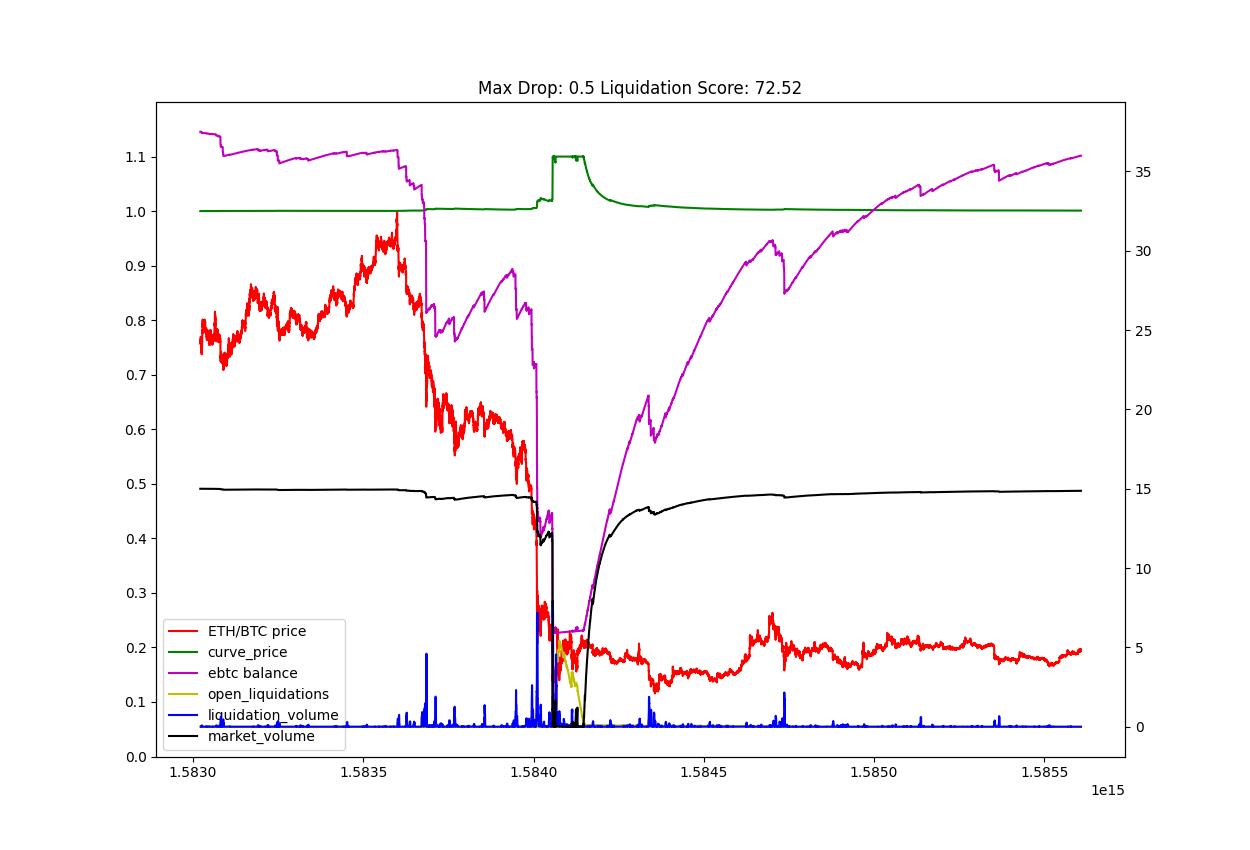 Max Drop: 0.5 Liquidation Score: 72.52
1.1
1.0
0.9
0.8
0.7
0.6
0.5
0.4
0.3
0.2
0.1
0.0
35
30
25
20
15
10
5
0
ETH/BTC price
curve_price
ebtc balance
open_liquidations
liquidation_volume
market_volume
1.5830 1.5835 1.5840 1.5845 1.5850 1.5855
1e15